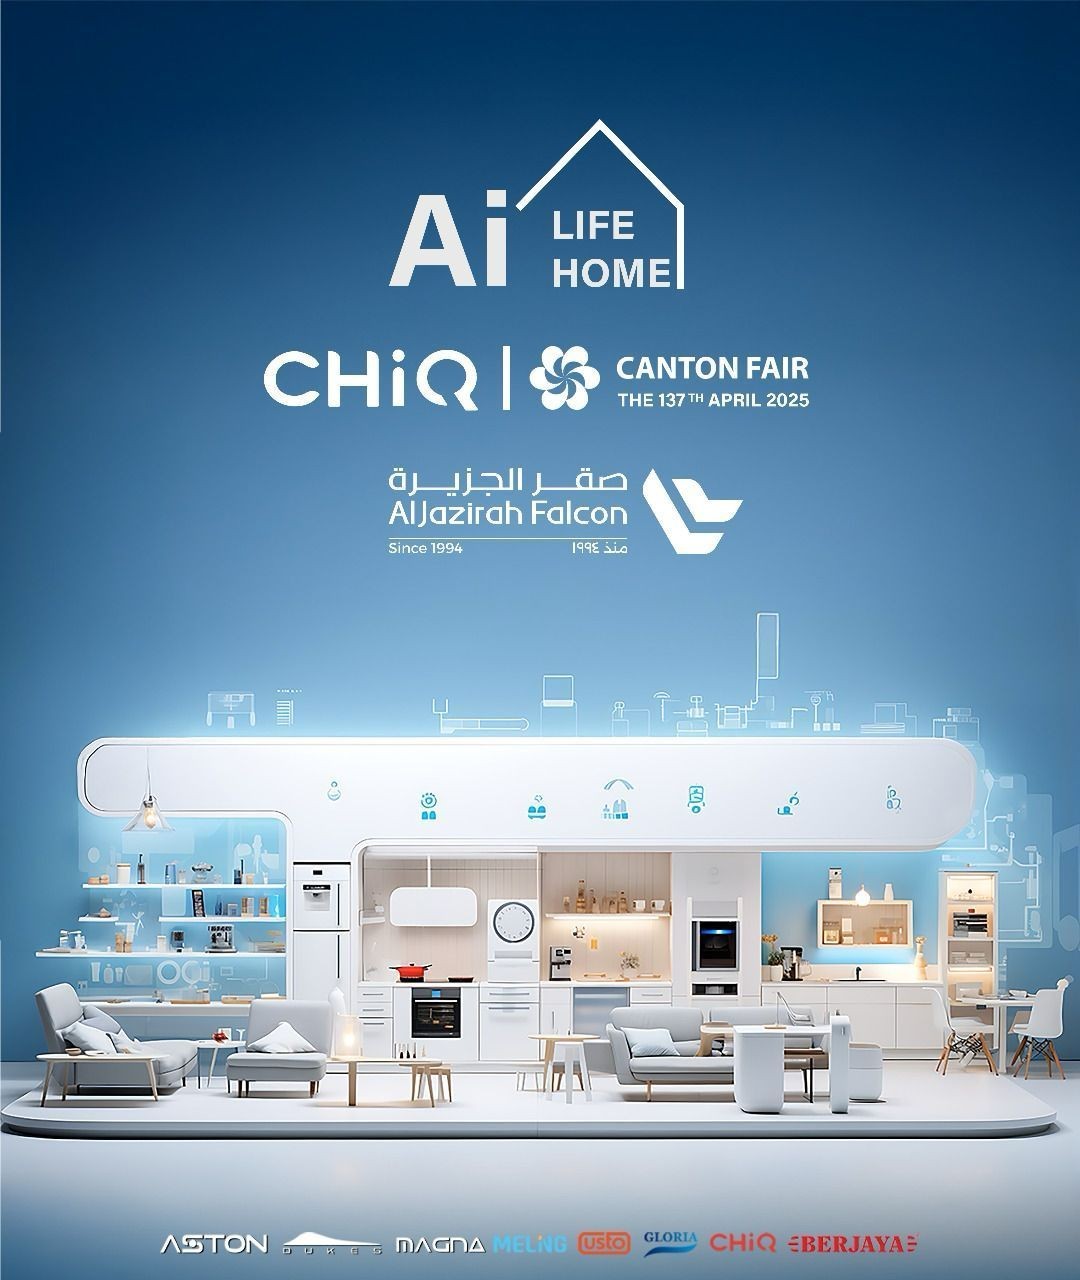 Ai
LIFE
HOME
CHiQ
CANTON FAIR
THE 137TH APRIL 2025
صقر الجزيرة
AlJazirah Falcon
Since 1994
منذ ١٩٩٤
ASTON
DUKES
MAGNA
MELiNG
usto
GLORIA
CHiQ
BERJAYA